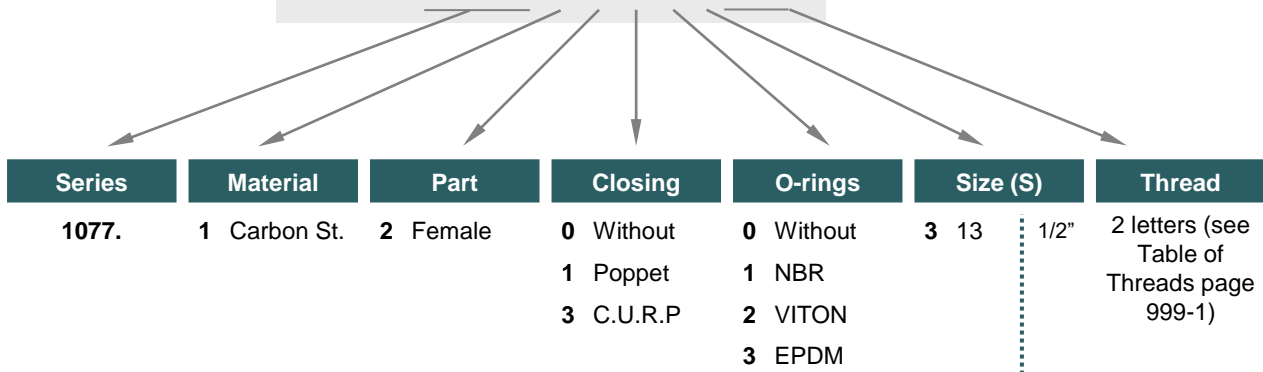 Series Material Part Closing O-rings Size (S) Thread
1077. 1 Carbon St. 2 Female 0 Without 0 Without 3 13 1/2” 2 letters (see
Table of
1 Poppet 1 NBR
Threads page
3 C.U.R.P 2 VITON
999-1)
3 EPDM